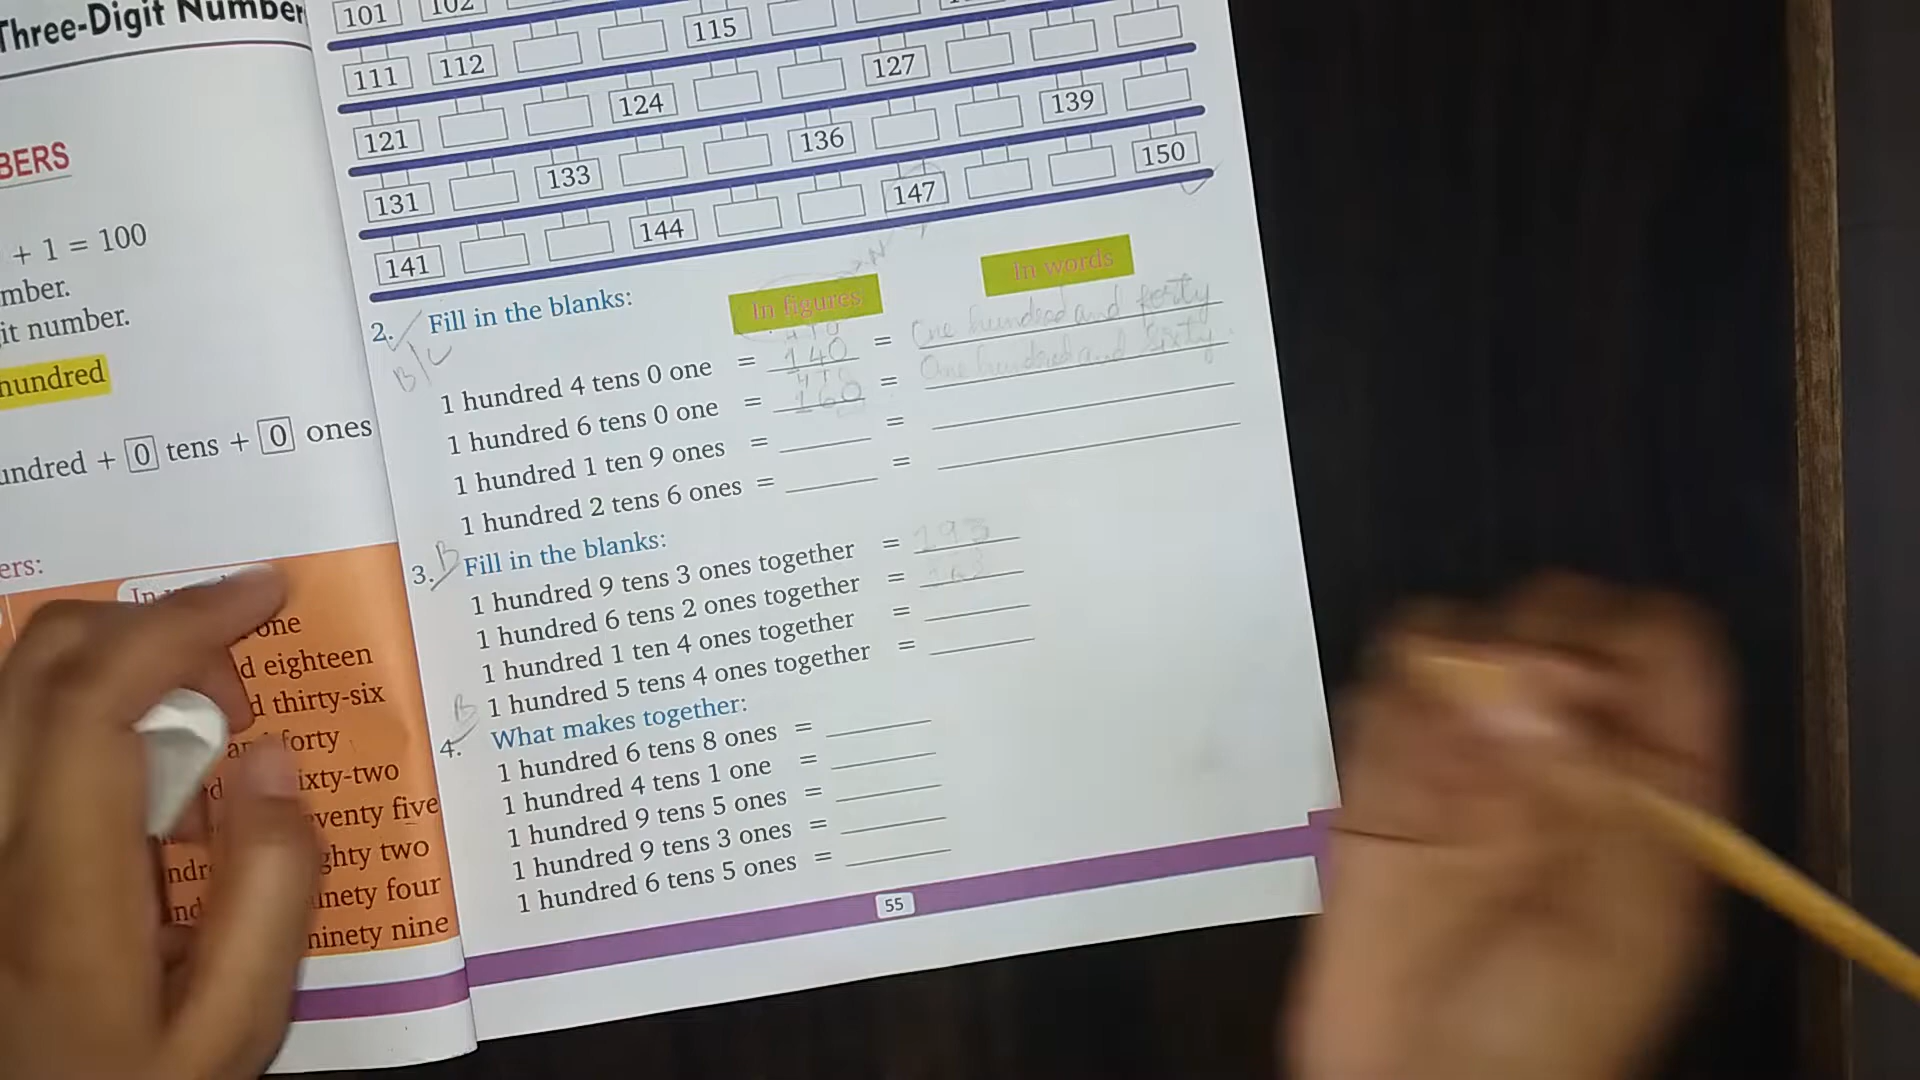 Three-Digit Number
BERS
+ 1 = 100
mber.
it number.
hundred
undred + 0 tens + 0 ones
ers:
one
d eighteen
d thirty-six
forty
ixty-two
venty five
ghty two
ndr inety four
nd ninety nine
101 102
111 112 115
121 124 127
131 133 136 139
141 144 147 150
2. Fill in the blanks: In figures In words
B/W
1 hundred 4 tens 0 one = 140 = One hundred and forty
1 hundred 6 tens 0 one = 160 = One hundred and sixty
1 hundred 1 ten 9 ones = =
1 hundred 2 tens 6 ones = =
B
3. Fill in the blanks:
1 hundred 9 tens 3 ones together = 193
1 hundred 6 tens 2 ones together =
1 hundred 1 ten 4 ones together =
1 hundred 5 tens 4 ones together =
B
4. What makes together:
1 hundred 6 tens 8 ones =
1 hundred 4 tens 1 one =
1 hundred 9 tens 5 ones =
1 hundred 9 tens 3 ones =
1 hundred 6 tens 5 ones =
55